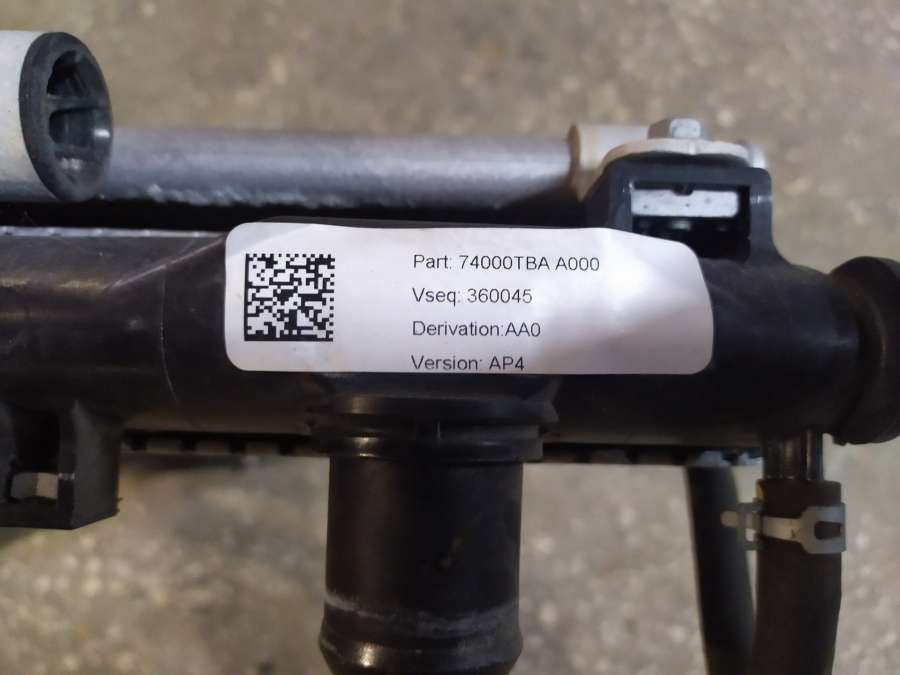 Part: 74000TBA A000
Vseq: 360045
Derivation:AA0
Version: AP4